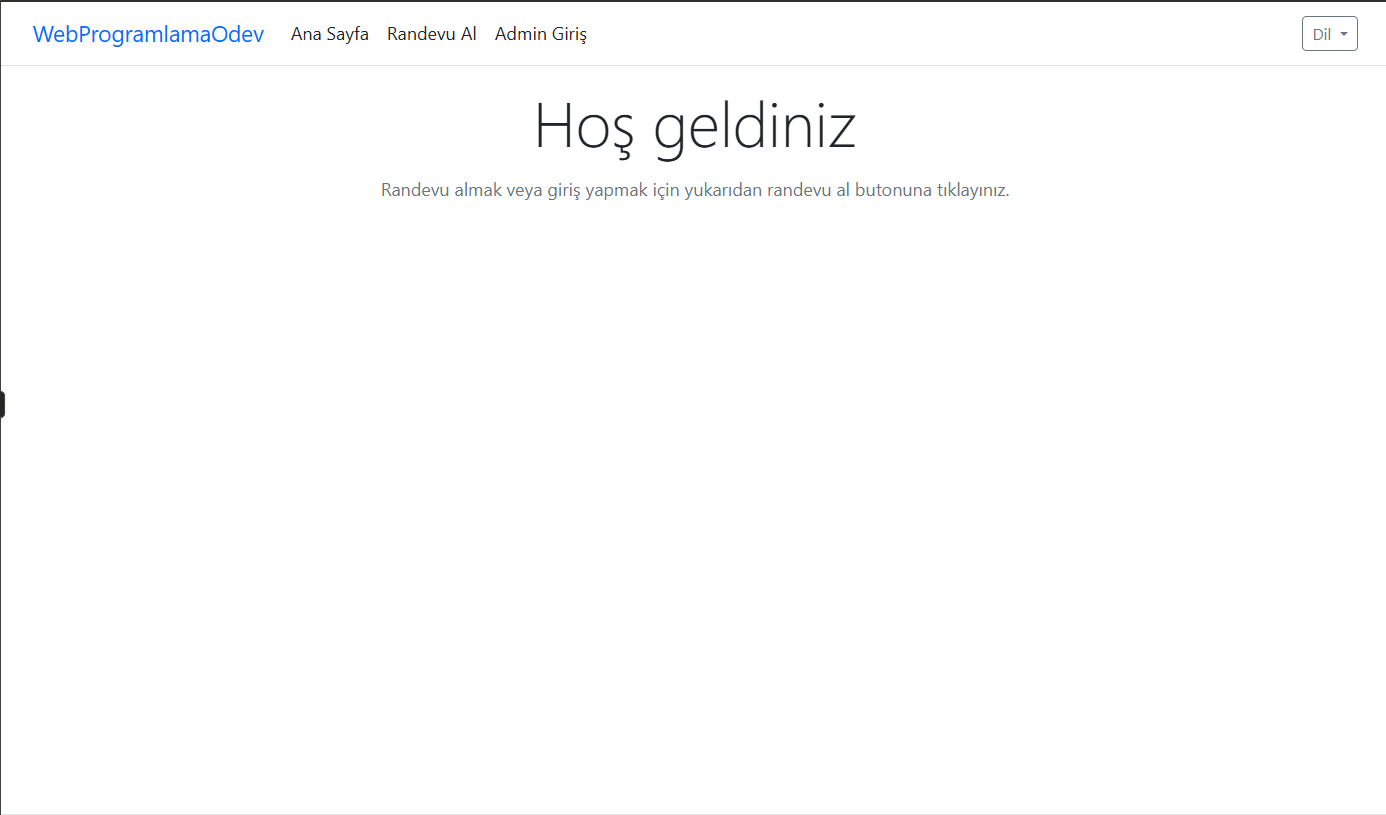 WebProgramlamaOdev Ana Sayfa Randevu Al Admin Giriş Dil
Hoş geldiniz
Randevu almak veya giriş yapmak için yukarıdan randevu al butonuna tıklayınız.